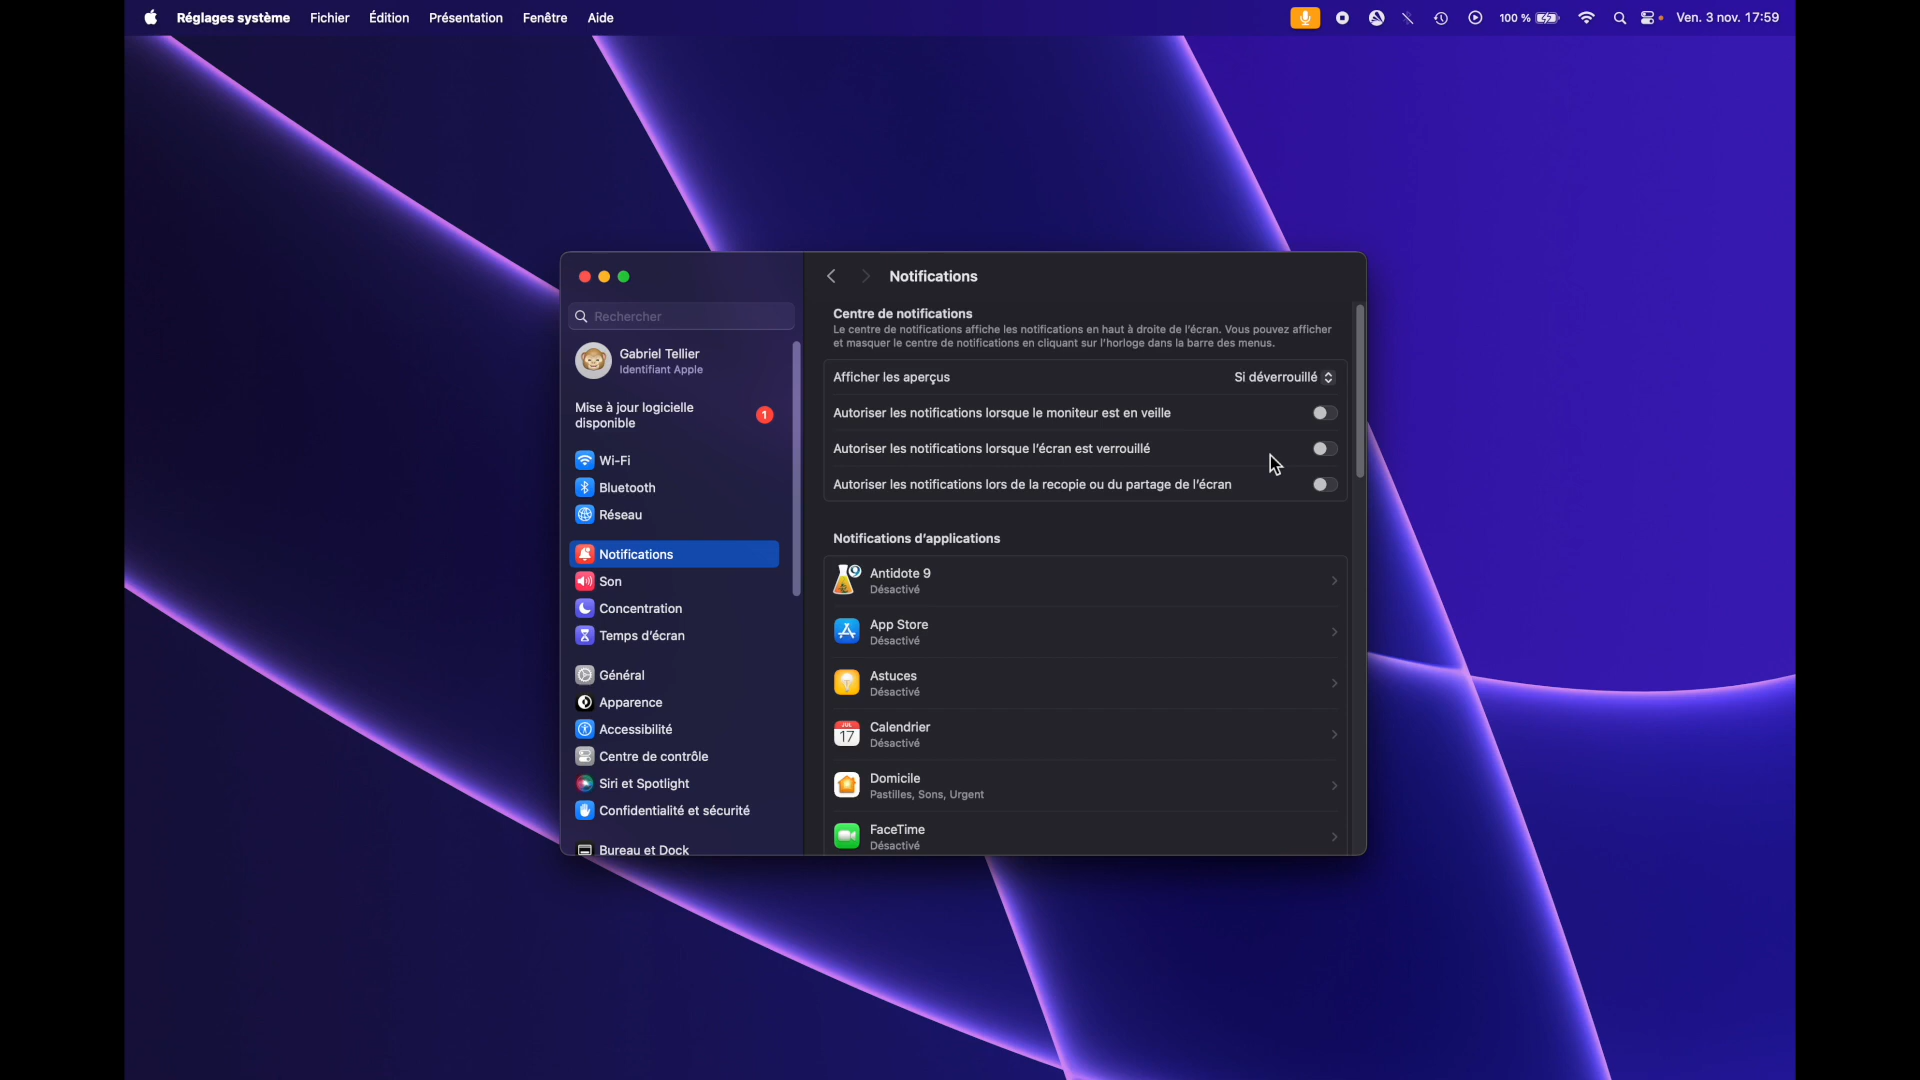 Réglages système Fichier Édition Présentation Fenêtre Aide 100 % Ven. 3 nov. 17:59
Notifications
Rechercher
Gabriel Tellier
Identifiant Apple
Mise à jour logicielle
disponible
1
Wi-Fi
Bluetooth
Réseau
Notifications
Son
Concentration
Temps d'écran
Général
Apparence
Accessibilité
Centre de contrôle
Siri et Spotlight
Confidentialité et sécurité
Bureau et Dock
Centre de notifications
Le centre de notifications affiche les notifications en haut à droite de l'écran. Vous pouvez afficher
et masquer le centre de notifications en cliquant sur l'horloge dans la barre des menus.
Afficher les aperçus Si déverrouillé
Autoriser les notifications lorsque le moniteur est en veille
Autoriser les notifications lorsque l'écran est verrouillé
Autoriser les notifications lors de la recopie ou du partage de l'écran
Notifications d'applications
9
Antidote 9
Désactivé
App Store
Désactivé
Astuces
Désactivé
JUL
17
Calendrier
Désactivé
Domicile
Pastilles, Sons, Urgent
FaceTime
Désactivé